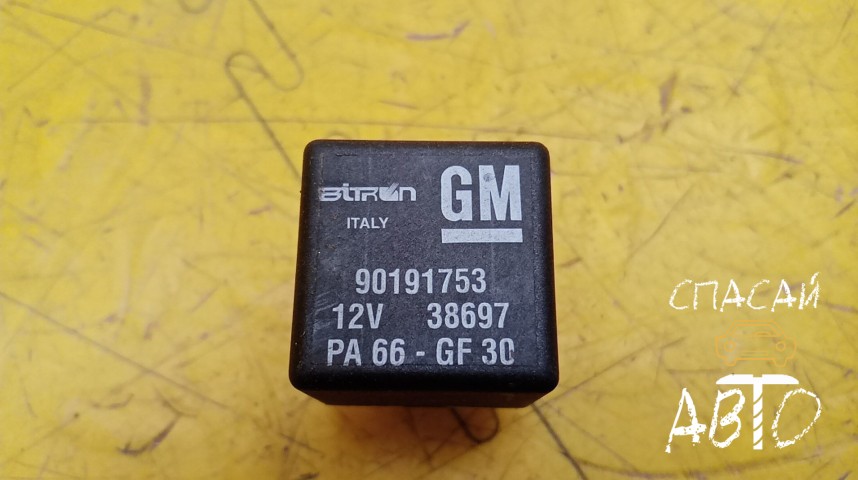 BITRON
ITALY
GM
90191753
12V 38697
PA 66 - GF 30
СПАСАЙ
АВТО